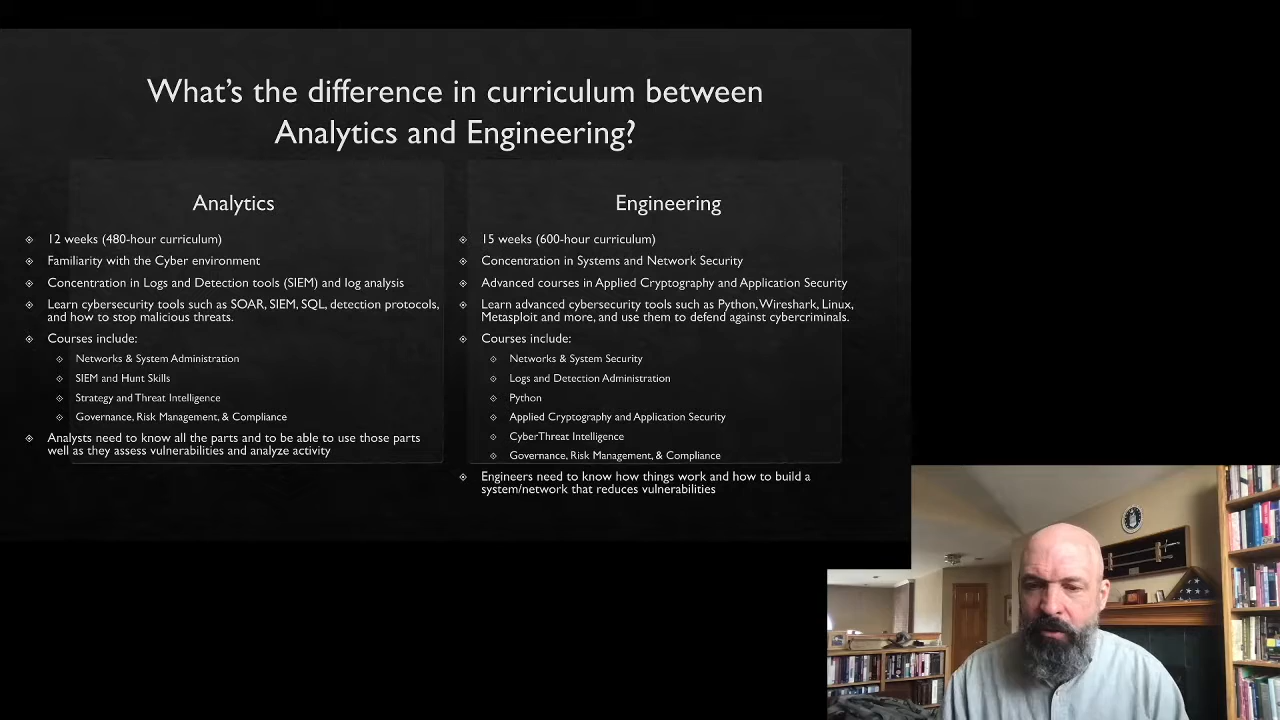 What's the difference in curriculum between
Analytics and Engineering?
Analytics
12 weeks (480-hour curriculum)
Familiarity with the Cyber environment
Concentration in Logs and Detection tools (SIEM) and log analysis
Learn cybersecurity tools such as SOAR, SIEM, SQL, detection protocols,
and how to stop malicious threats.
Courses include:
Networks & System Administration
SIEM and Hunt Skills
Strategy and Threat Intelligence
Governance, Risk Management, & Compliance
Analysts need to know all the parts and to be able to use those parts
well as they assess vulnerabilities and analyze activity
Engineering
15 weeks (600-hour curriculum)
Concentration in Systems and Network Security
Advanced courses in Applied Cryptography and Application Security
Learn advanced cybersecurity tools such as Python, Wireshark, Linux,
Metasploit and more, and use them to defend against cybercriminals.
Courses include:
Networks & System Security
Logs and Detection Administration
Python
Applied Cryptography and Application Security
CyberThreat Intelligence
Governance, Risk Management, & Compliance
Engineers need to know how things work and how to build a
system/network that reduces vulnerabilities